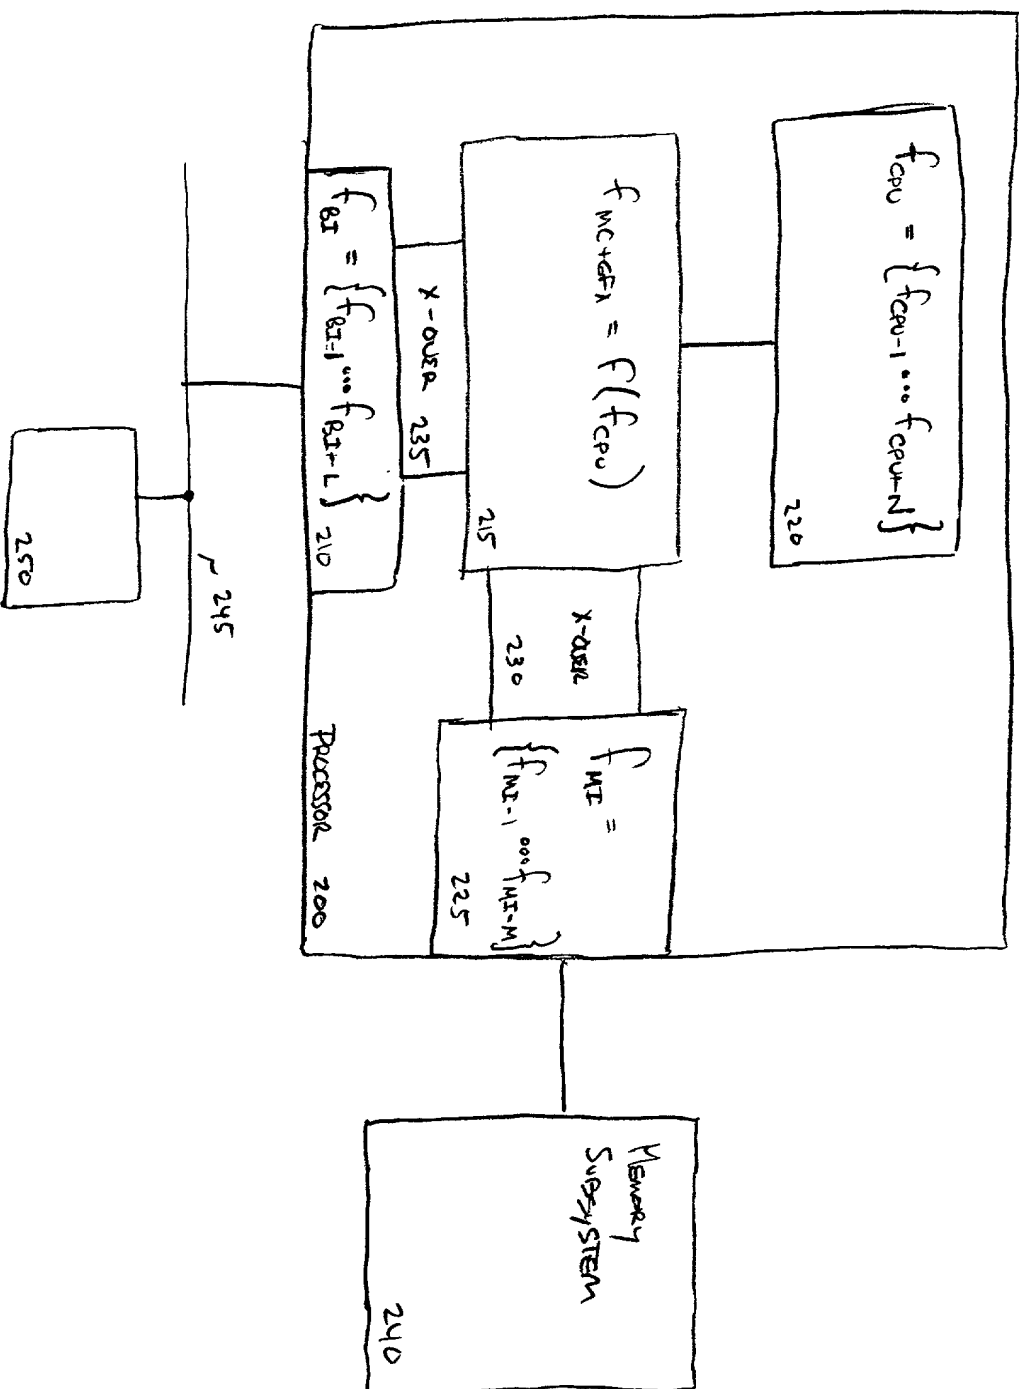 f_CPU = {f_CPU-1 ... f_CPU-N}
220
f_MC+GFX = f(f_CPU)
215
X-OVER
230
f_MI =
{f_MI-1 ... f_MI-M}
225
X-OVER
235
f_BI = {f_BI-1 ... f_BI-L}
210
PROCESSOR 200
MEMORY
SUBSYSTEM
240
245
250